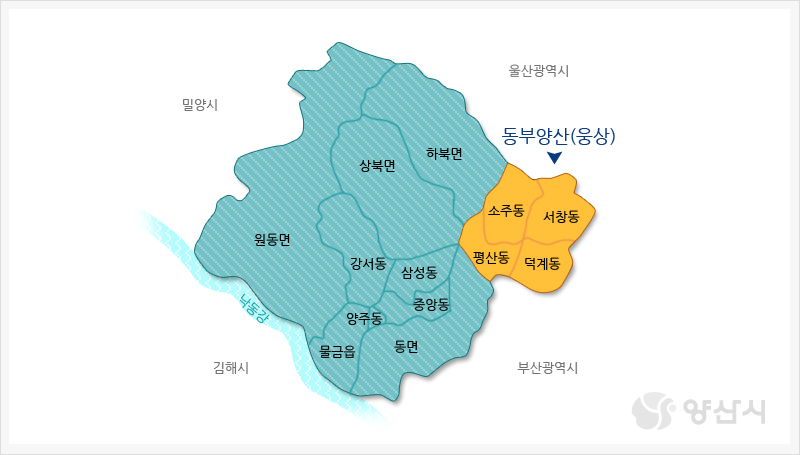 울산광역시
밀양시
동부양산(웅상)
하북면
상북면
소주동
서창동
원동면
강서동
삼성동
평산동
덕계동
낙동강
중앙동
양주동
물금읍
동면
김해시
부산광역시
양산시